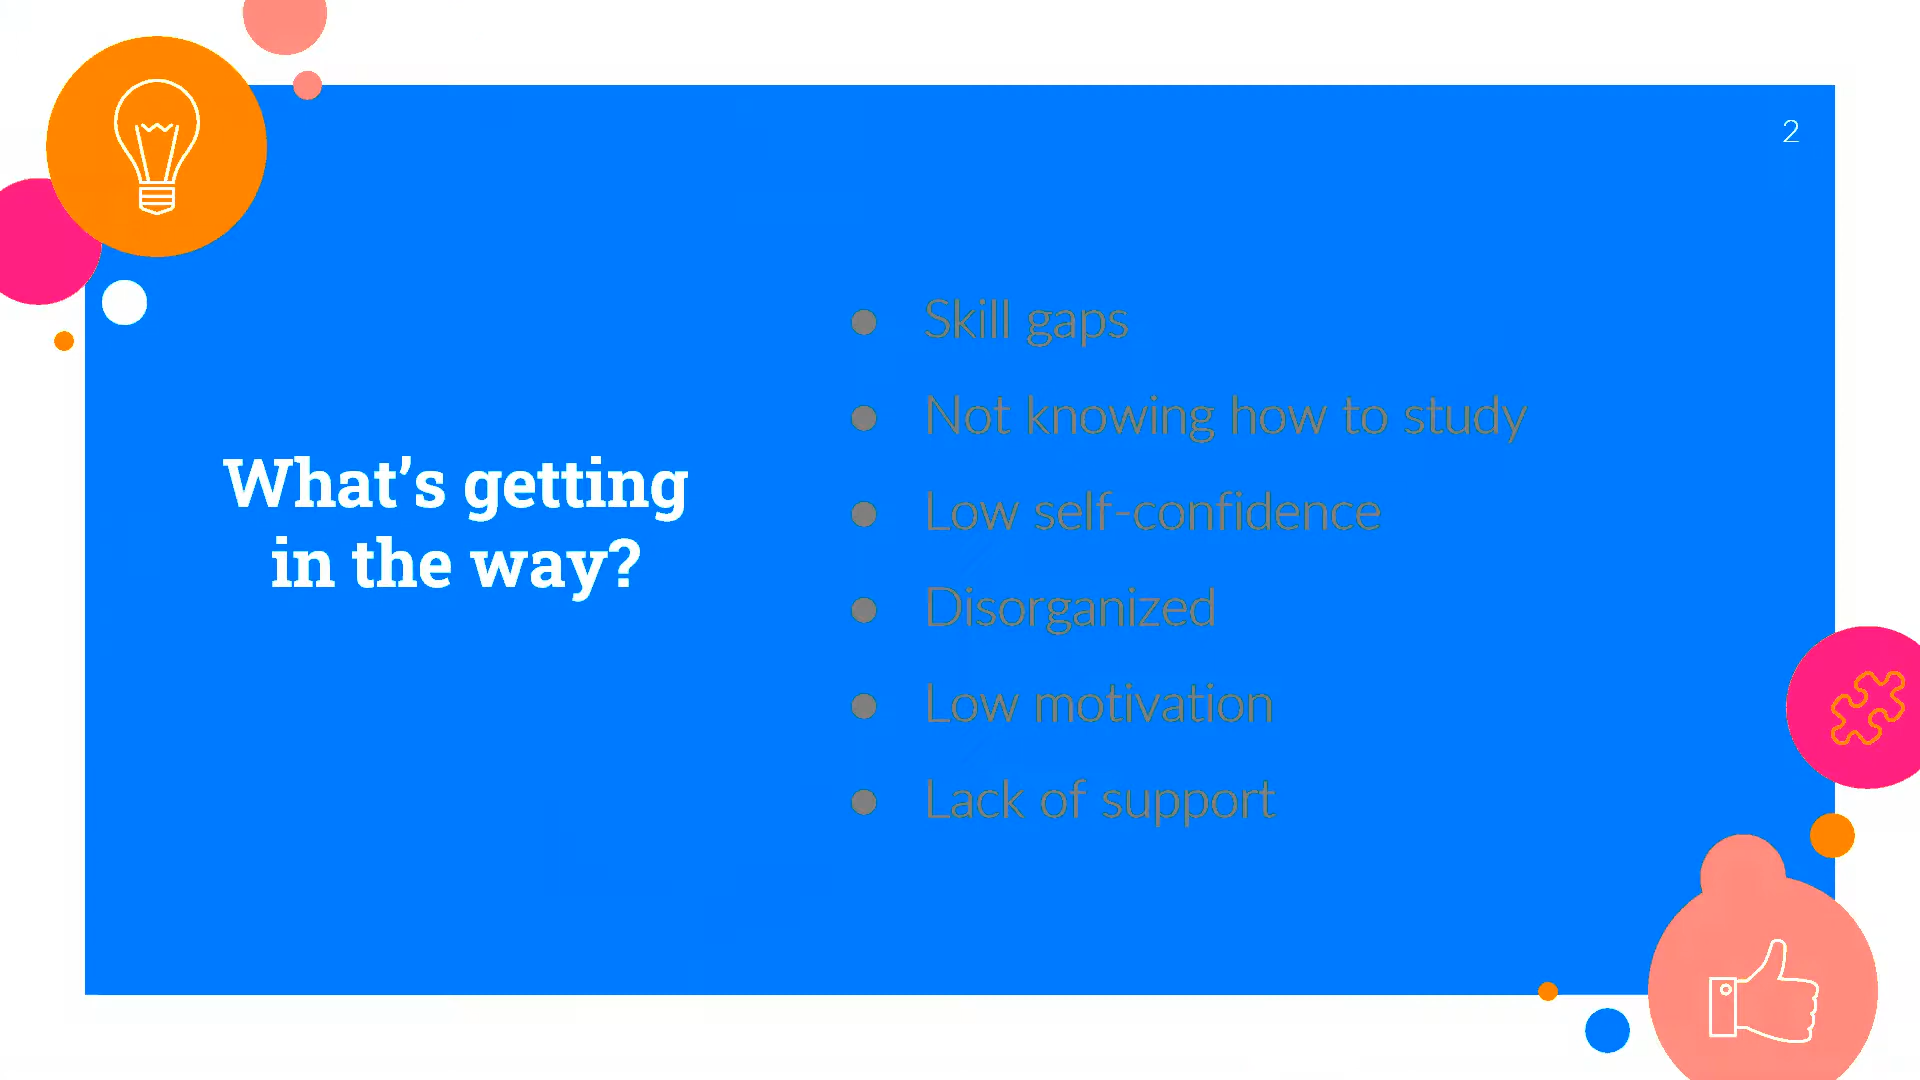 2
What’s getting
in the way?
● Skill gaps
● Not knowing how to study
● Low self-confidence
● Disorganized
● Low motivation
● Lack of support